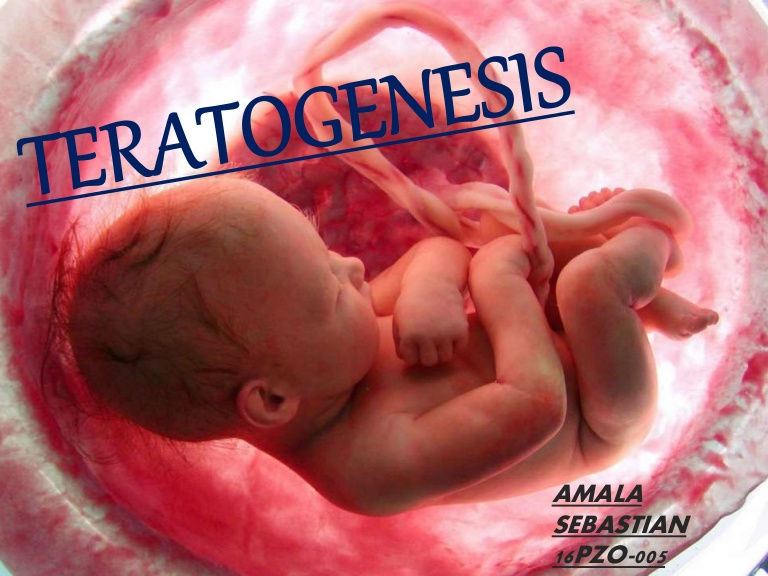 TERATOGENESIS
AMALA
SEBASTIAN
16PZO-005